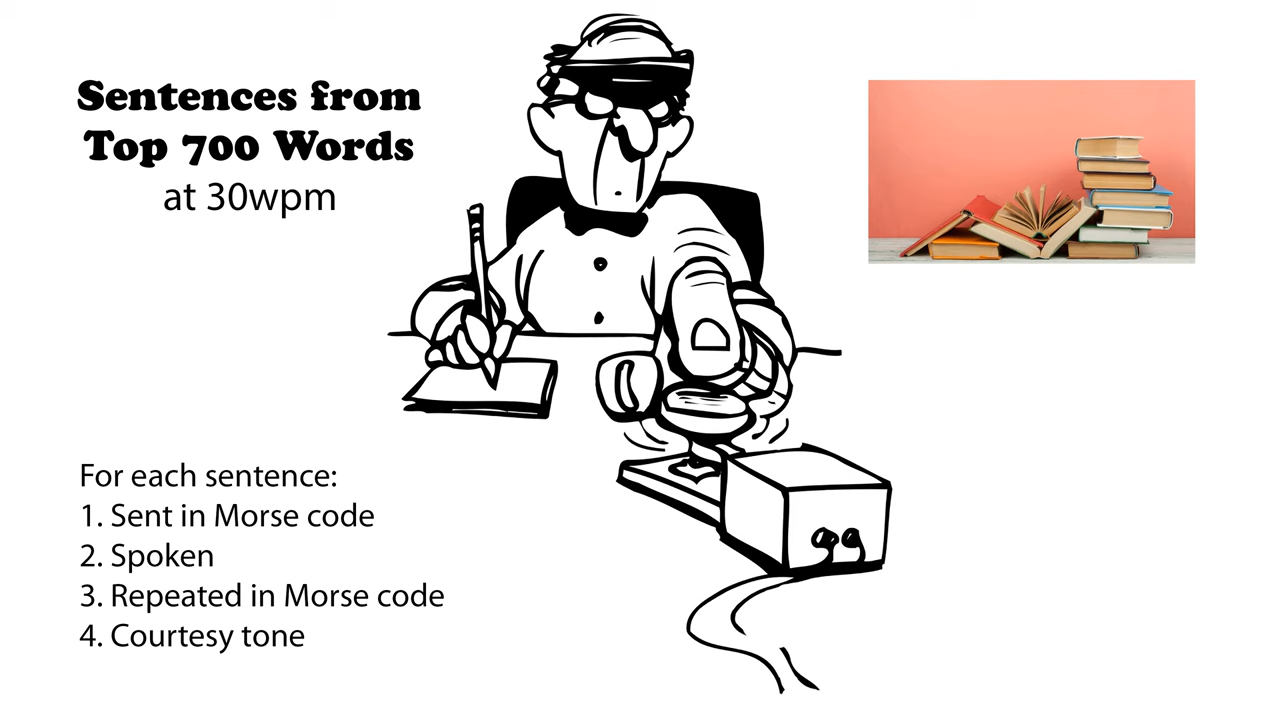 Sentences from
Top 700 Words
at 30wpm
For each sentence:
1. Sent in Morse code
2. Spoken
3. Repeated in Morse code
4. Courtesy tone